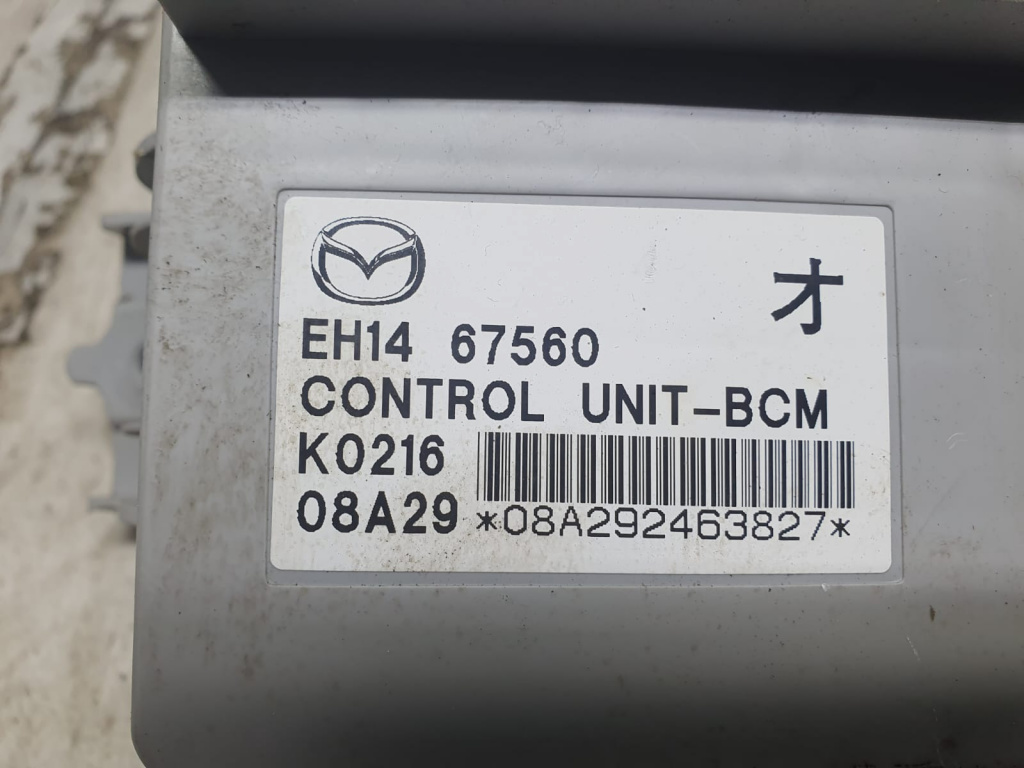 オ
EH14 67560
CONTROL UNIT-BCM
K0216
08A29 *08A292463827*